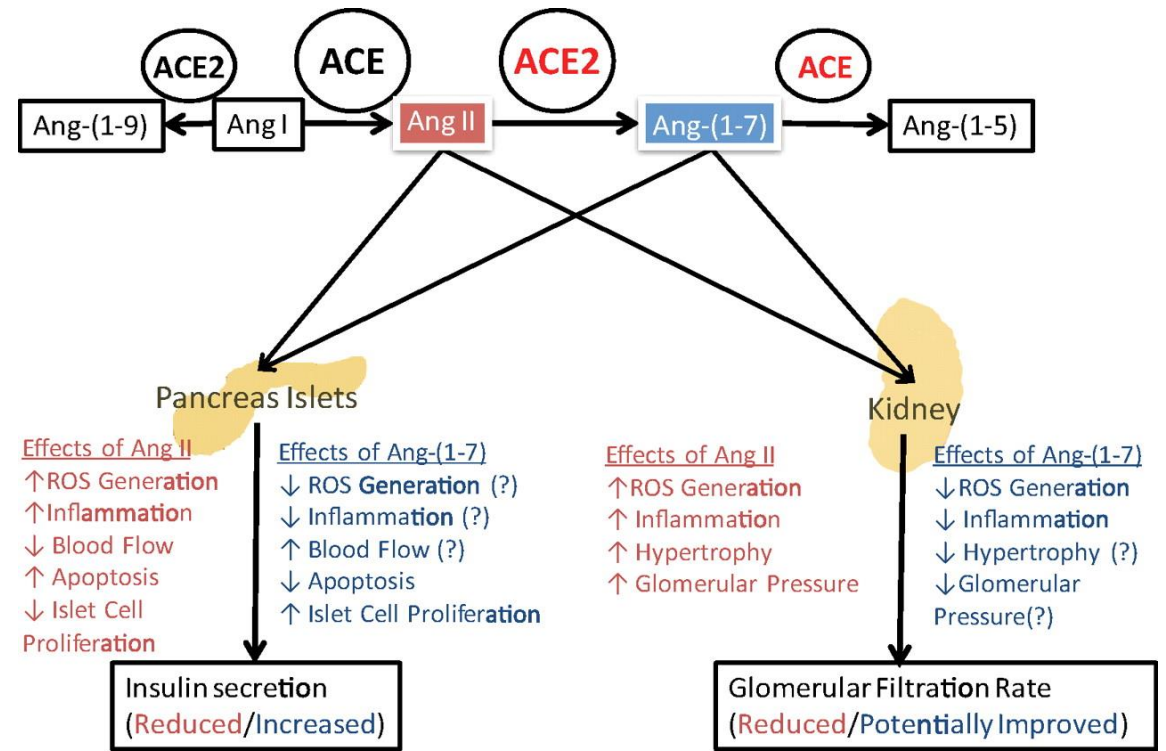 ACE2
ACE
ACE2
ACE
Ang-(1-9)
Ang I
Ang II
Ang-(1-7)
Ang-(1-5)
Pancreas Islets
Effects of Ang II
↑ROS Generation
↑Inflammation
↓ Blood Flow
↑ Apoptosis
↓ Islet Cell
Proliferation
Effects of Ang-(1-7)
↓ ROS Generation (?)
↓ Inflammation (?)
↑ Blood Flow (?)
↓ Apoptosis
↑ Islet Cell Proliferation
Insulin secretion
(Reduced/Increased)
Kidney
Effects of Ang II
↑ROS Generation
↑ Inflammation
↑ Hypertrophy
↑ Glomerular Pressure
Effects of Ang-(1-7)
↓ROS Generation
↓ Inflammation
↓ Hypertrophy (?)
↓Glomerular
Pressure(?)
Glomerular Filtration Rate
(Reduced/Potentially Improved)